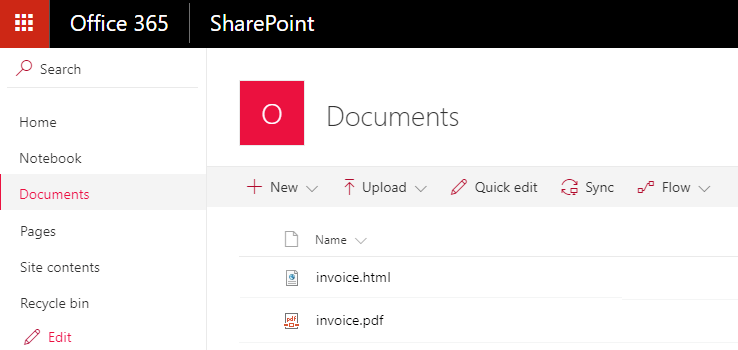 Office 365 SharePoint
Search
O Documents
Home
Notebook
Documents
Pages
Site contents
Recycle bin
Edit
New Upload Quick edit Sync Flow
Name
invoice.html
invoice.pdf